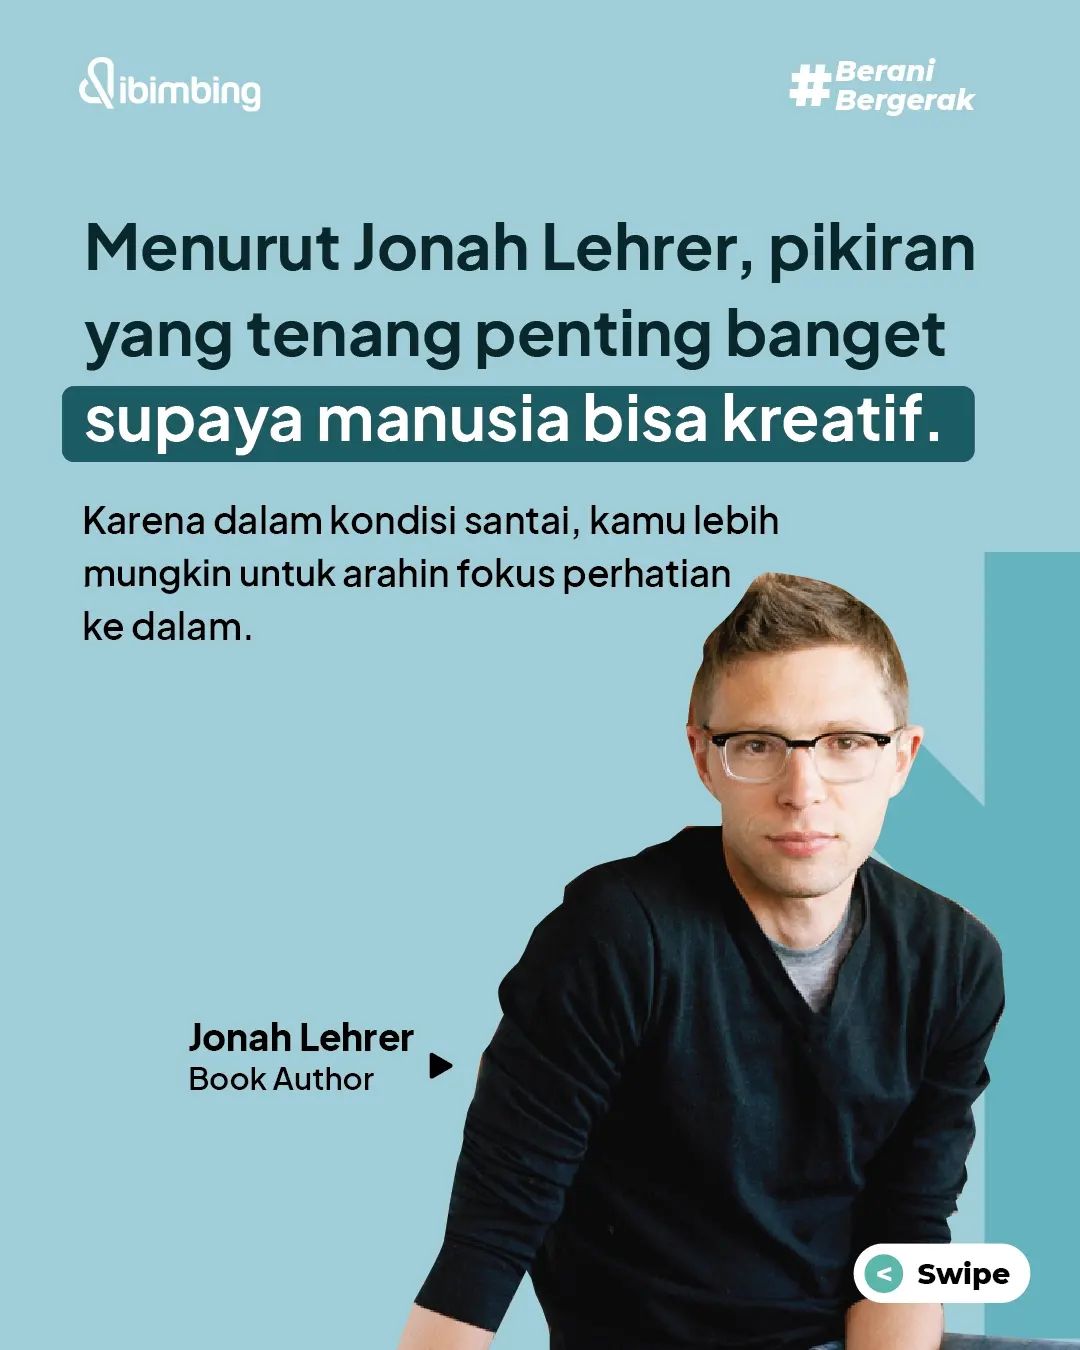 dibimbing
#Berani
Bergerak
Menurut Jonah Lehrer, pikiran
yang tenang penting banget
supaya manusia bisa kreatif.
Karena dalam kondisi santai, kamu lebih
mungkin untuk arahin fokus perhatian
ke dalam.
Jonah Lehrer
Book Author
< Swipe